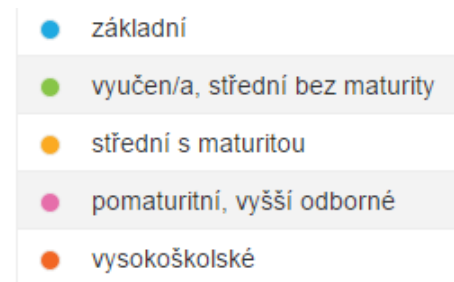 základní
vyučen/a, střední bez maturity
střední s maturitou
pomaturitní, vyšší odborné
vysokoškolské